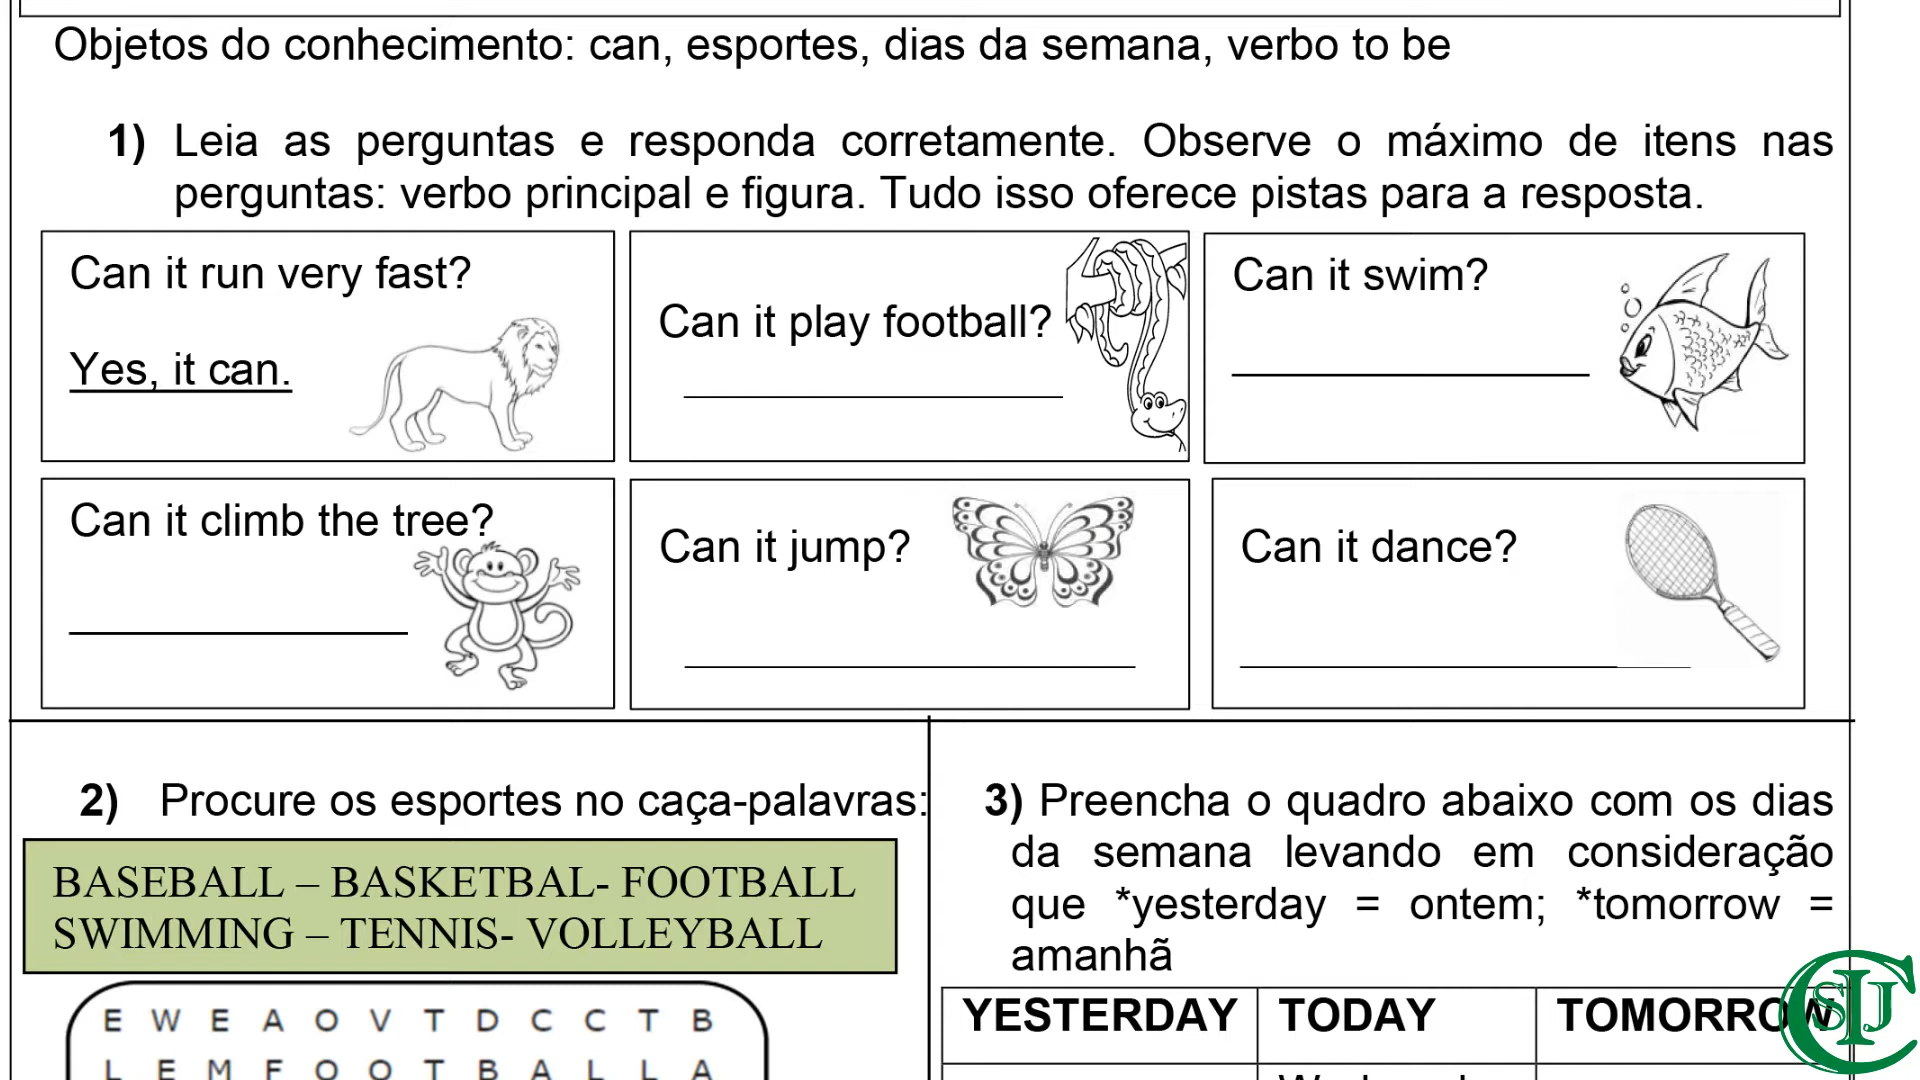 Objetos do conhecimento: can, esportes, dias da semana, verbo to be
1) Leia as perguntas e responda corretamente. Observe o máximo de itens nas
perguntas: verbo principal e figura. Tudo isso oferece pistas para a resposta.
Can it run very fast?
Yes, it can.
Can it play football?
Can it swim?
Can it climb the tree?
Can it jump?
Can it dance?
2) Procure os esportes no caça-palavras:
BASEBALL – BASKETBAL- FOOTBALL
SWIMMING – TENNIS- VOLLEYBALL
E W E A O V T D C C T B
L E M F O O T B A L L A
3) Preencha o quadro abaixo com os dias
da semana levando em consideração
que *yesterday = ontem; *tomorrow =
amanhã
YESTERDAY TODAY TOMORROW